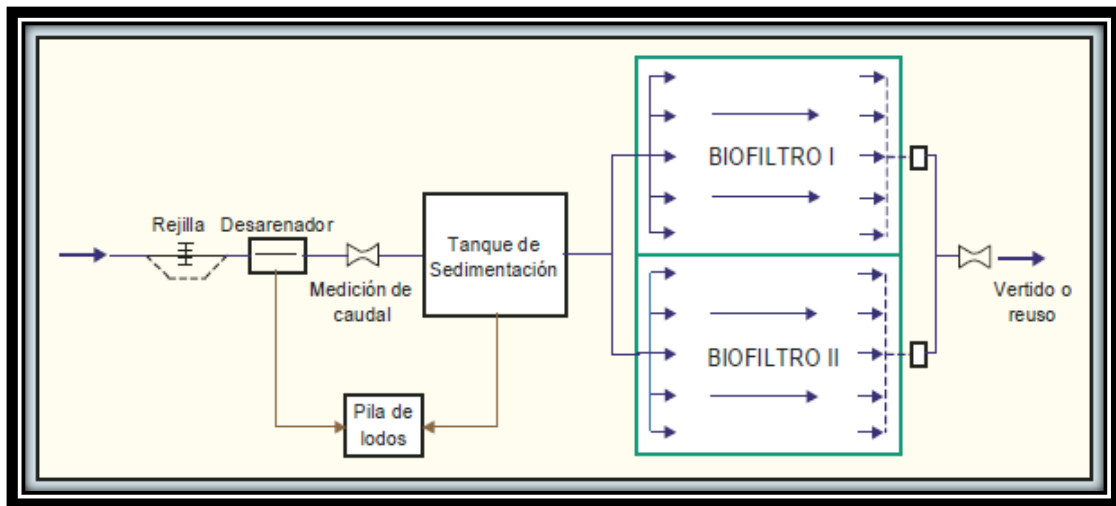 Rejilla
Desarenador
Medición de
caudal
Tanque de
Sedimentación
Pila de
lodos
BIOFILTRO I
BIOFILTRO II
Vertido o
reuso